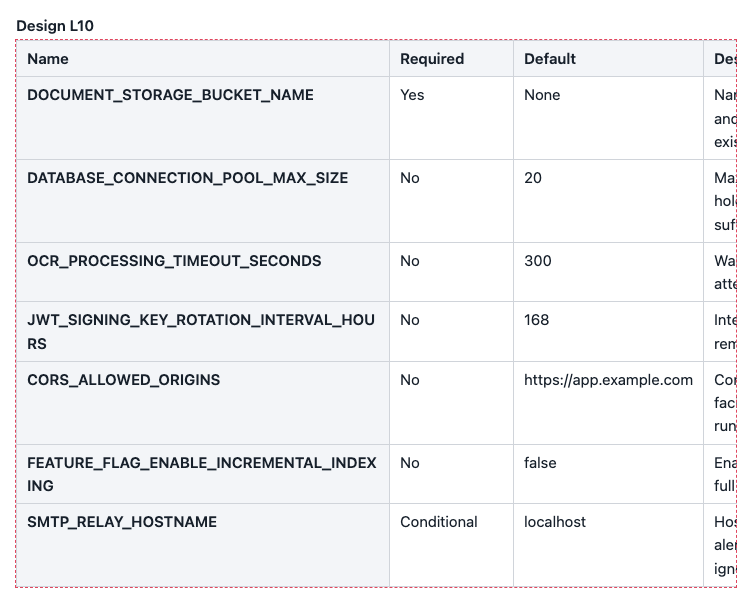 Design L10
Name Required Default
DOCUMENT_STORAGE_BUCKET_NAME Yes None
DATABASE_CONNECTION_POOL_MAX_SIZE No 20
OCR_PROCESSING_TIMEOUT_SECONDS No 300
JWT_SIGNING_KEY_ROTATION_INTERVAL_HOU No 168
RS
CORS_ALLOWED_ORIGINS No https://app.example.com
FEATURE_FLAG_ENABLE_INCREMENTAL_INDEX No false
ING
SMTP_RELAY_HOSTNAME Conditional localhost